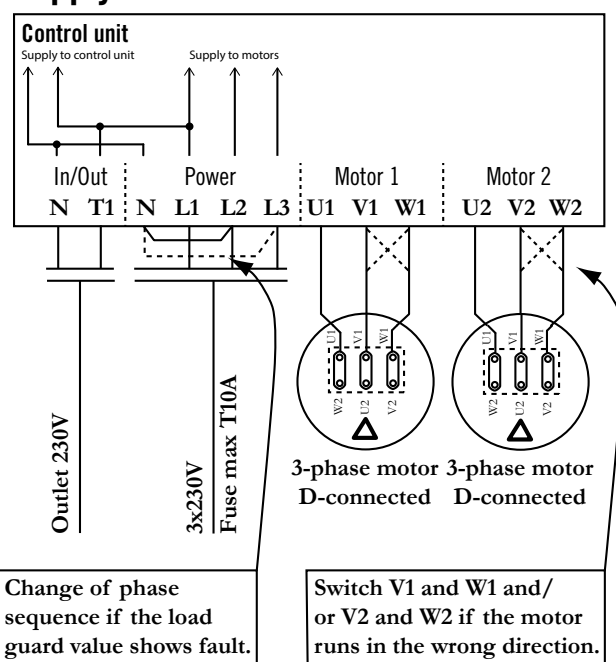 Control unit
Supply to control unit
Supply to motors
In/Out
Power
Motor 1
Motor 2
N T1 N L1 L2 L3 U1 V1 W1 U2 V2 W2
U1 V1 W1
W2 U2 V2
U1 V1 W1
W2 U2 V2
Outlet 230V
3x230V
Fuse max T10A
3-phase motor
D-connected
3-phase motor
D-connected
Change of phase
sequence if the load
guard value shows fault.
Switch V1 and W1 and/
or V2 and W2 if the motor
runs in the wrong direction.